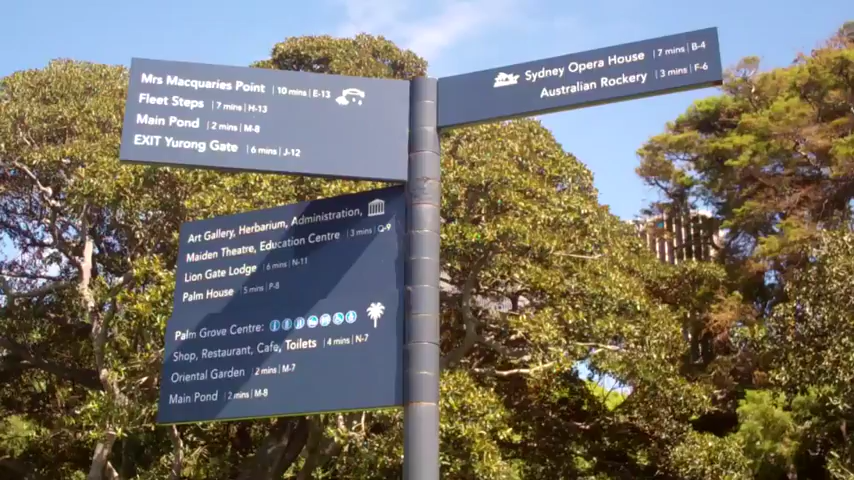 Mrs Macquaries Point | 10 mins | E-13
Fleet Steps | 7 mins | H-13
Main Pond | 2 mins | M-8
EXIT Yurong Gate | 6 mins | J-12
Sydney Opera House | 7 mins | B-4
Australian Rockery | 3 mins | F-6
Art Gallery, Herbarium, Administration,
Maiden Theatre, Education Centre | 3 mins | Q-9
Lion Gate Lodge | 6 mins | N-11
Palm House | 5 mins | P-8
Palm Grove Centre:
Shop, Restaurant, Cafe, Toilets | 4 mins | N-7
Oriental Garden | 2 mins | M-7
Main Pond | 2 mins | M-8